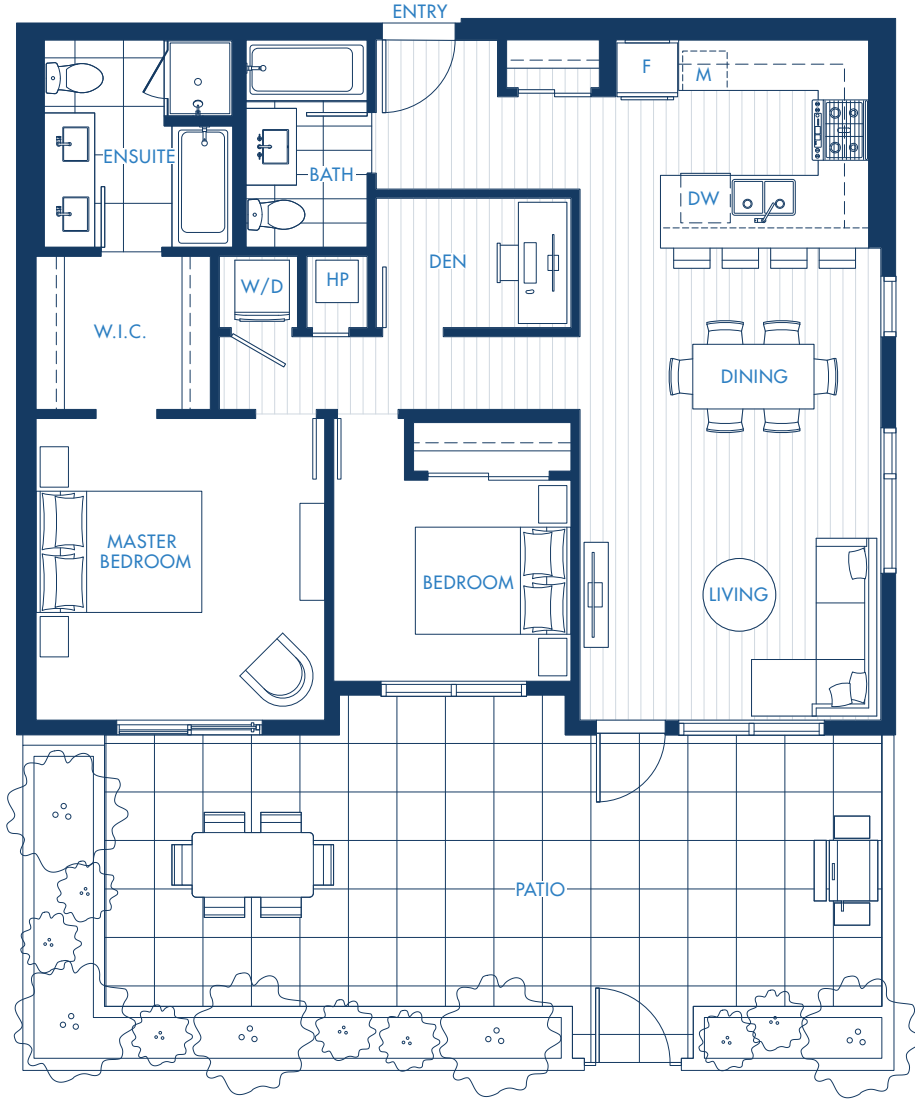 ENTRY
F
M
ENSUITE
BATH
DW
DEN
W/D
HP
W.I.C.
DINING
MASTER
BEDROOM
BEDROOM
LIVING
PATIO